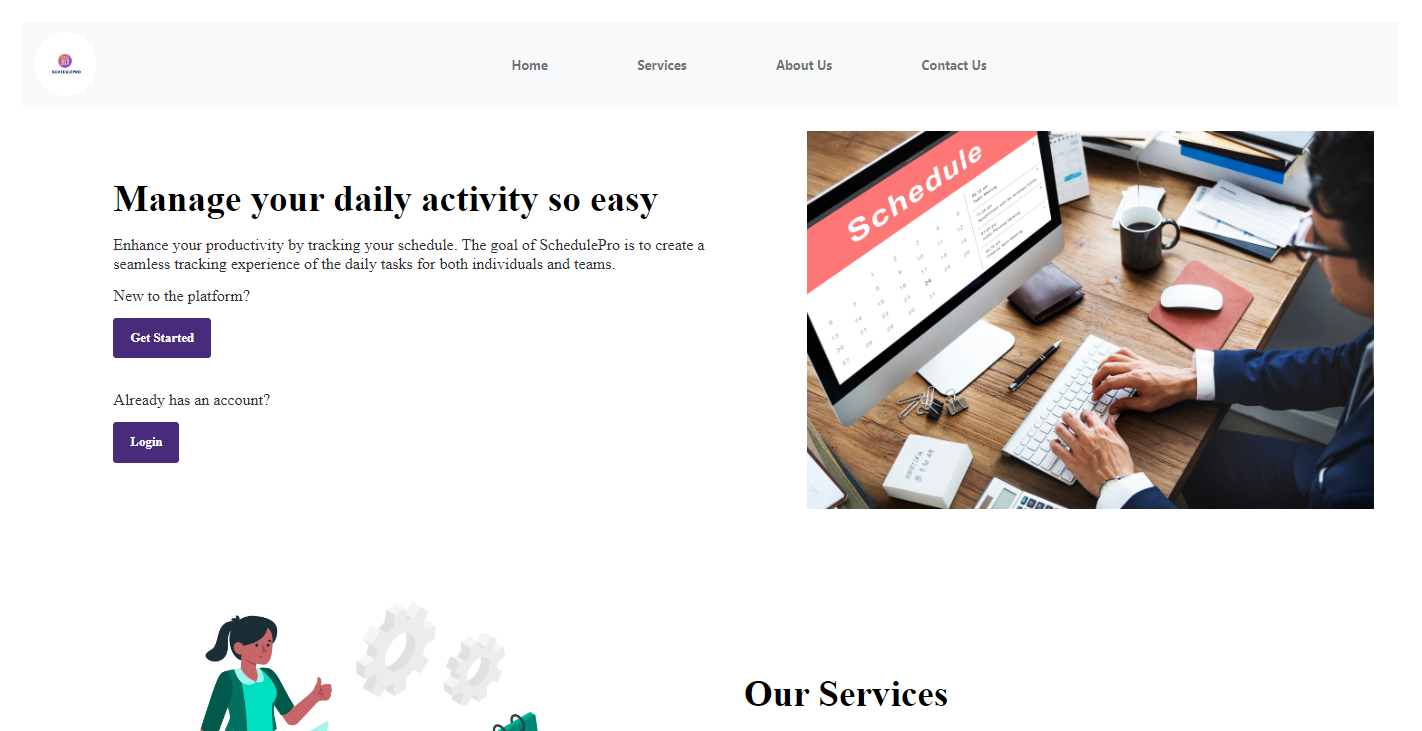 SCHEDULEPRO
Home Services About Us Contact Us
Manage your daily activity so easy
Enhance your productivity by tracking your schedule. The goal of SchedulePro is to create a
seamless tracking experience of the daily tasks for both individuals and teams.
New to the platform?
Get Started
Already has an account?
Login
Schedule
Our Services